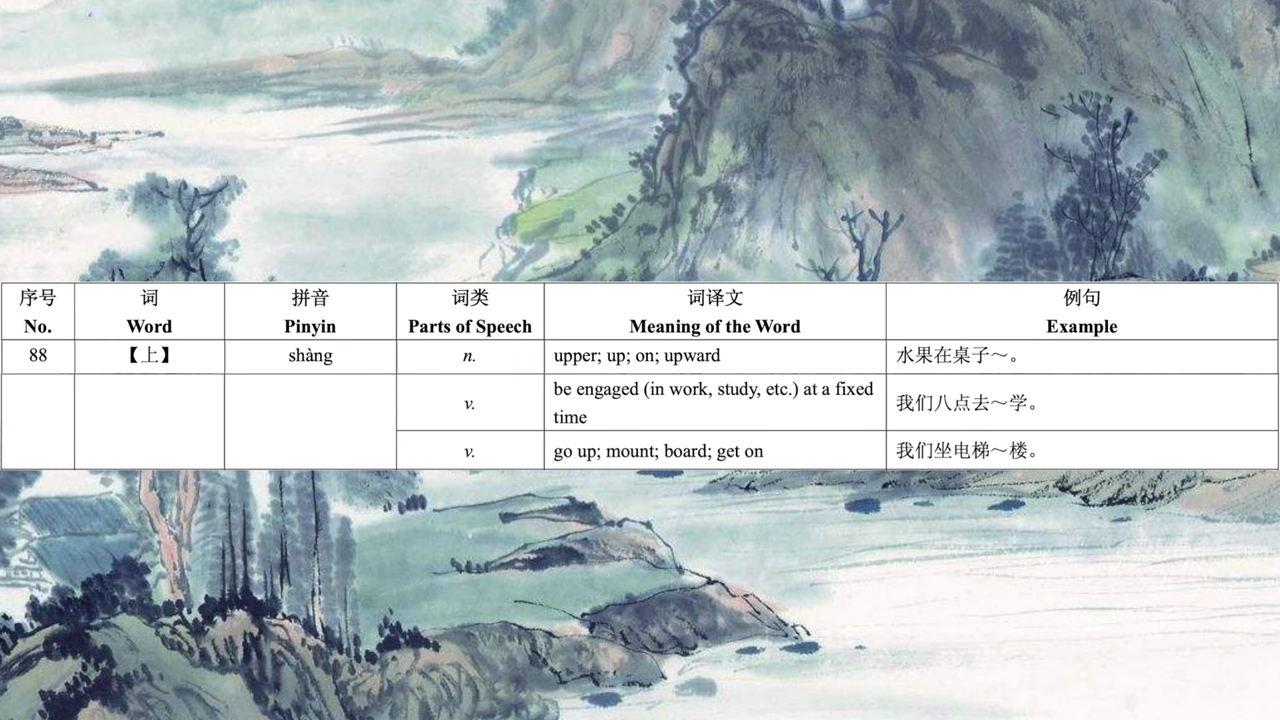 序号 词 拼音 词类 词译文 例句
No. Word Pinyin Parts of Speech Meaning of the Word Example
88 【上】 shàng n. upper; up; on; upward 水果在桌子～。
v. be engaged (in work, study, etc.) at a fixed
time 我们八点去～学。
v. go up; mount; board; get on 我们坐电梯～楼。